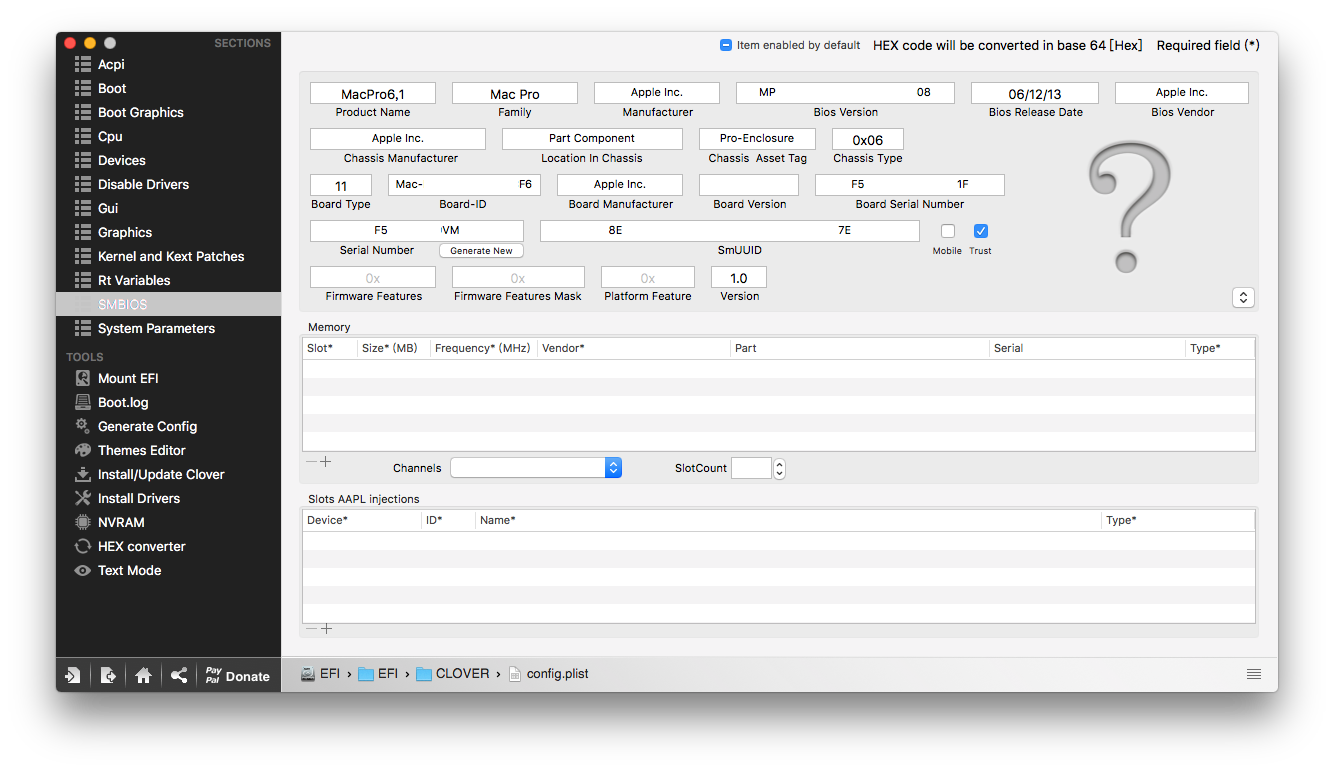 SECTIONS
Acpi
Boot
Boot Graphics
Cpu
Devices
Disable Drivers
Gui
Graphics
Kernel and Kext Patches
Rt Variables
SMBIOS
System Parameters
TOOLS
Mount EFI
Boot.log
Generate Config
Themes Editor
Install/Update Clover
Install Drivers
NVRAM
HEX converter
Text Mode
Pay Pal Donate
Item enabled by default HEX code will be converted in base 64 [Hex] Required field (*)
MacPro6,1 Mac Pro Apple Inc. MP 08 06/12/13 Apple Inc.
Product Name Family Manufacturer Bios Version Bios Release Date Bios Vendor
Apple Inc. Part Component Pro-Enclosure 0x06
Chassis Manufacturer Location In Chassis Chassis Asset Tag Chassis Type
11 Mac- F6 Apple Inc. F5 1F
Board Type Board-ID Board Manufacturer Board Version Board Serial Number
F5 VM 8E 7E
Serial Number Generate New SmUUID Mobile Trust
0x 0x 0x 1.0
Firmware Features Firmware Features Mask Platform Feature Version
?
Memory
Slot* Size* (MB) Frequency* (MHz) Vendor* Part Serial Type*
Channels SlotCount
Slots AAPL injections
Device* ID* Name* Type*
EFI › EFI › CLOVER › config.plist